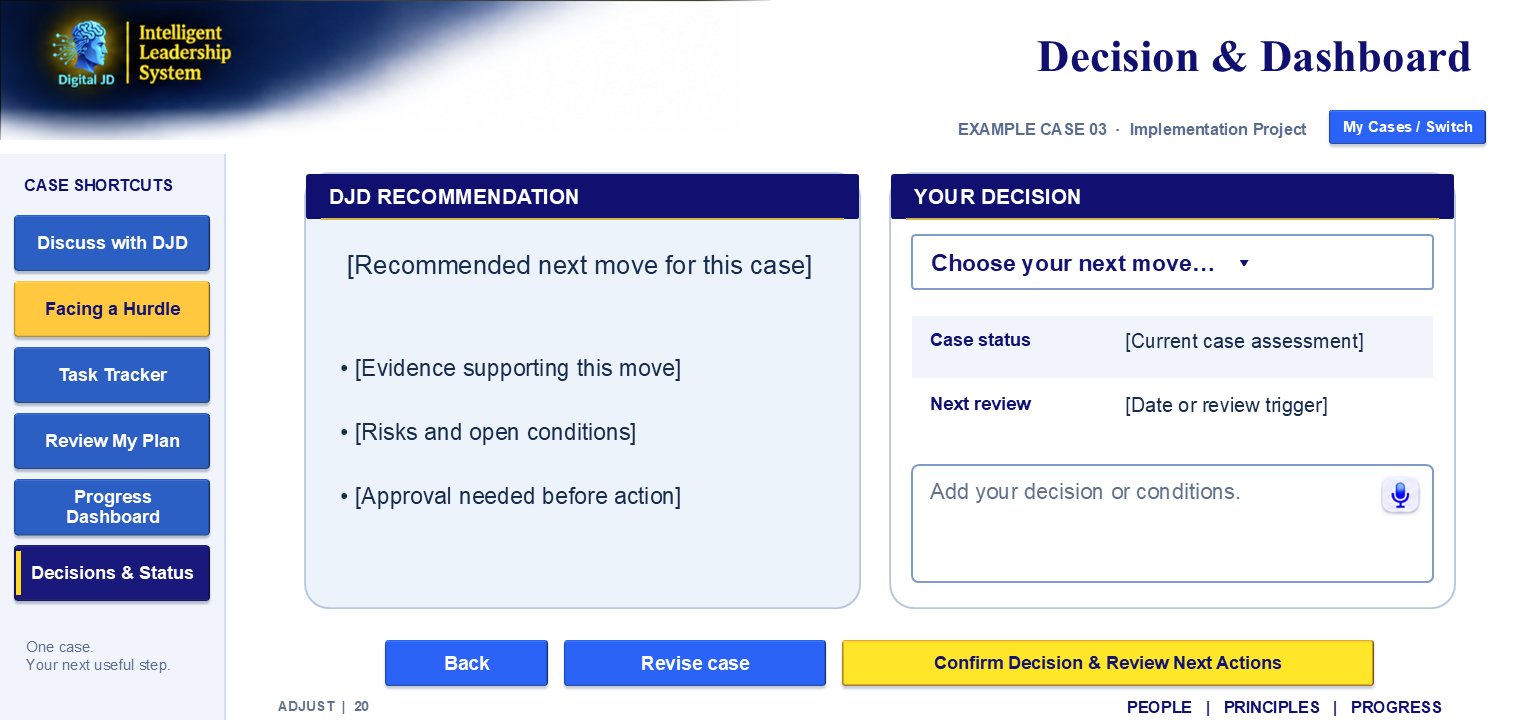 Intelligent
Leadership
System
Digital JD
Decision & Dashboard
EXAMPLE CASE 03 · Implementation Project
My Cases / Switch
CASE SHORTCUTS
Discuss with DJD
Facing a Hurdle
Task Tracker
Review My Plan
Progress
Dashboard
Decisions & Status
One case.
Your next useful step.
DJD RECOMMENDATION
[Recommended next move for this case]
• [Evidence supporting this move]
• [Risks and open conditions]
• [Approval needed before action]
YOUR DECISION
Choose your next move... ▼
Case status [Current case assessment]
Next review [Date or review trigger]
Add your decision or conditions.
Back
Revise case
Confirm Decision & Review Next Actions
ADJUST | 20
PEOPLE | PRINCIPLES | PROGRESS